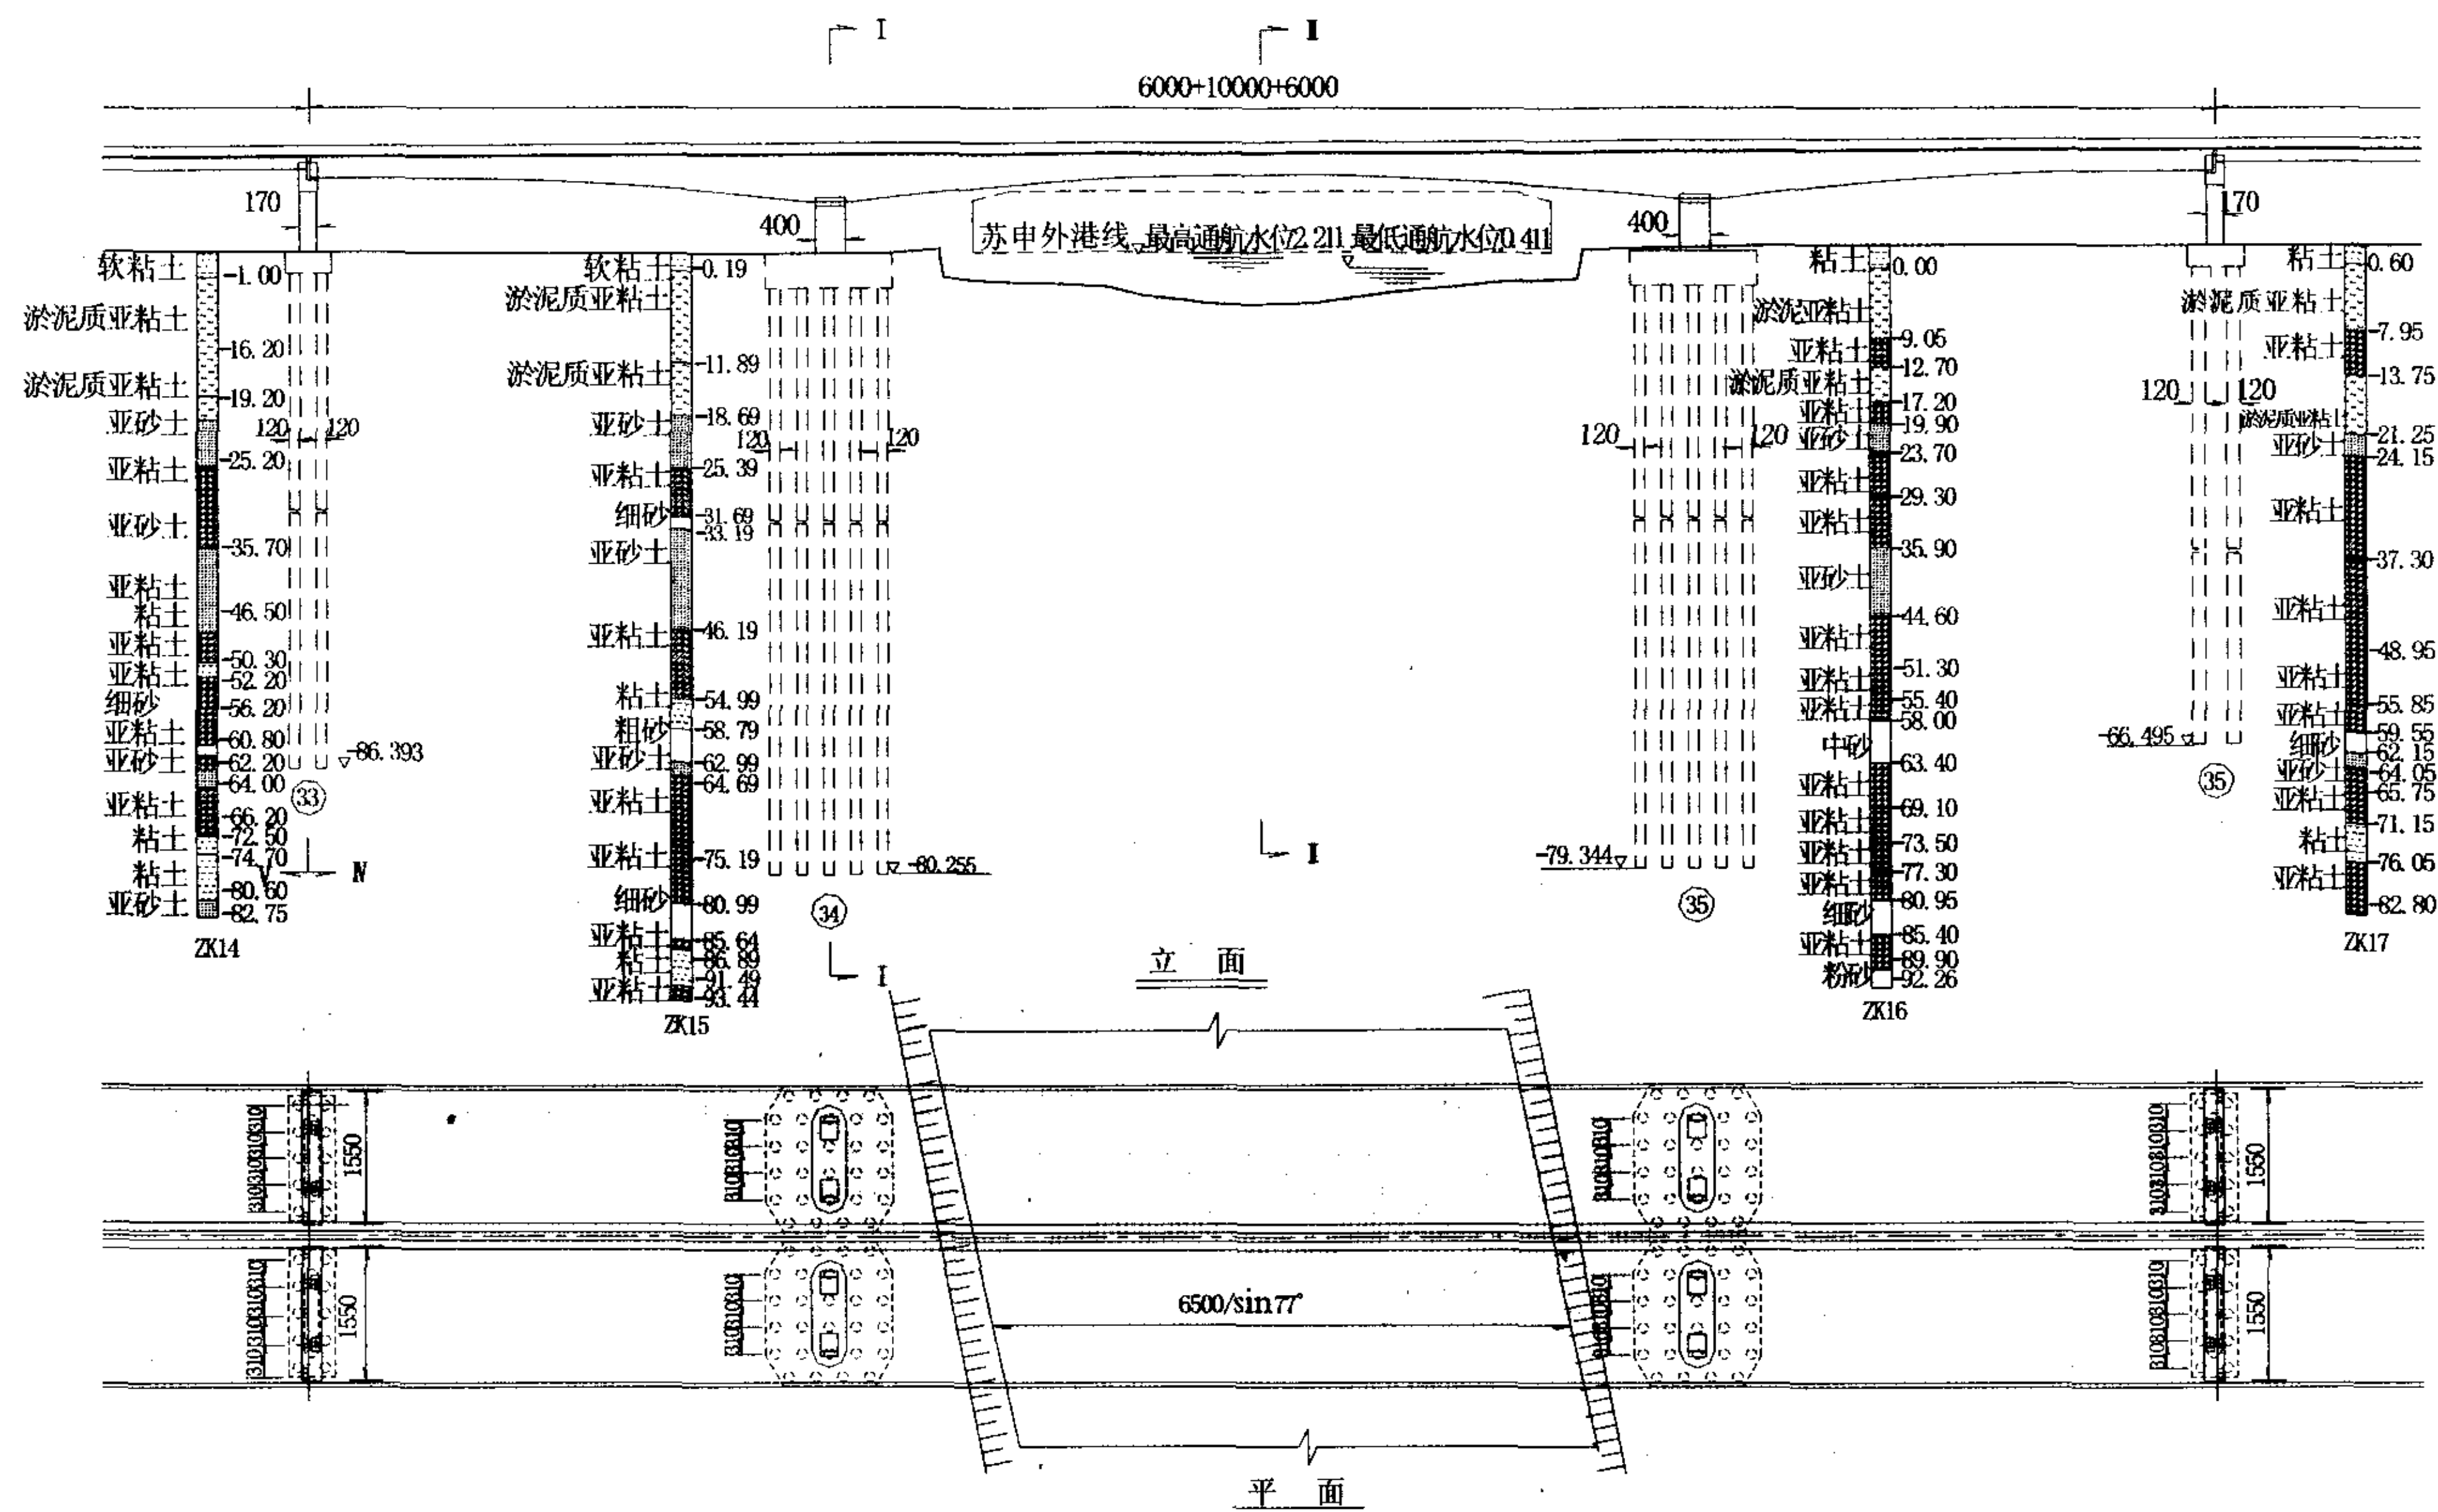 I
II
6000+10000+6000
170
400
400
170
苏申外港线 最高通航水位2.211 最低通航水位0.411
软粘土
-1.00
淤泥质亚粘土
-16.20
淤泥质亚粘土
-19.20
亚砂土
-25.20
亚粘土
亚砂土
-35.70
亚粘土
粘土
-46.50
亚粘土
-50.30
亚粘土
-52.20
细砂
-56.20
亚粘土
-60.80
亚砂土
-62.20
-64.00
亚粘土
-66.20
-72.50
粘土
-74.70
粘土
-80.60
亚砂土
-82.75
ZK14
120
120
-86.393
33
V
IV
软粘土
-0.19
淤泥质亚粘土
-11.89
淤泥质亚粘土
-18.69
亚砂土
-25.39
亚粘土
细砂
-31.69
-33.19
亚砂土
-46.19
亚粘土
粘土
-54.99
粗砂
-58.79
亚砂土
-62.99
-64.69
亚粘土
亚粘土
-75.19
细砂
-80.99
亚粘土
-85.64
粘土
-86.89
-91.49
亚粘土
-93.44
ZK15
120
120
-80.255
34
I
II
立 面
120
120
-79.344
35
粘土
0.00
淤泥亚粘土
-9.05
亚粘土
-12.70
淤泥质亚粘土
-17.20
亚粘土
-19.90
亚砂土
-23.70
亚粘土
-29.30
亚粘土
-35.90
亚砂土
-44.60
亚粘土
-51.30
亚粘土
-55.40
亚粘土
-58.00
中砂
-63.40
亚粘土
-69.10
亚粘土
-73.50
亚粘土
-77.30
亚粘土
-80.95
细砂
-85.40
亚粘土
-89.90
粉砂
-92.26
ZK16
120
120
-66.495
35
粘土
0.60
淤泥质亚粘土
-7.95
亚粘土
-13.75
淤泥质亚粘土
-21.25
亚砂土
-24.15
亚粘土
-37.30
亚粘土
-48.95
亚粘土
-55.85
亚粘土
-59.55
细砂
-62.15
亚砂土
-64.05
亚粘土
-65.75
-71.15
粘土
-76.05
亚粘土
-82.80
ZK17
310310310310
1550
310310310
310310310
310310310310
1550
310310310310
1550
310310310
6500/sin77°
310310310
310310310310
1550
平 面